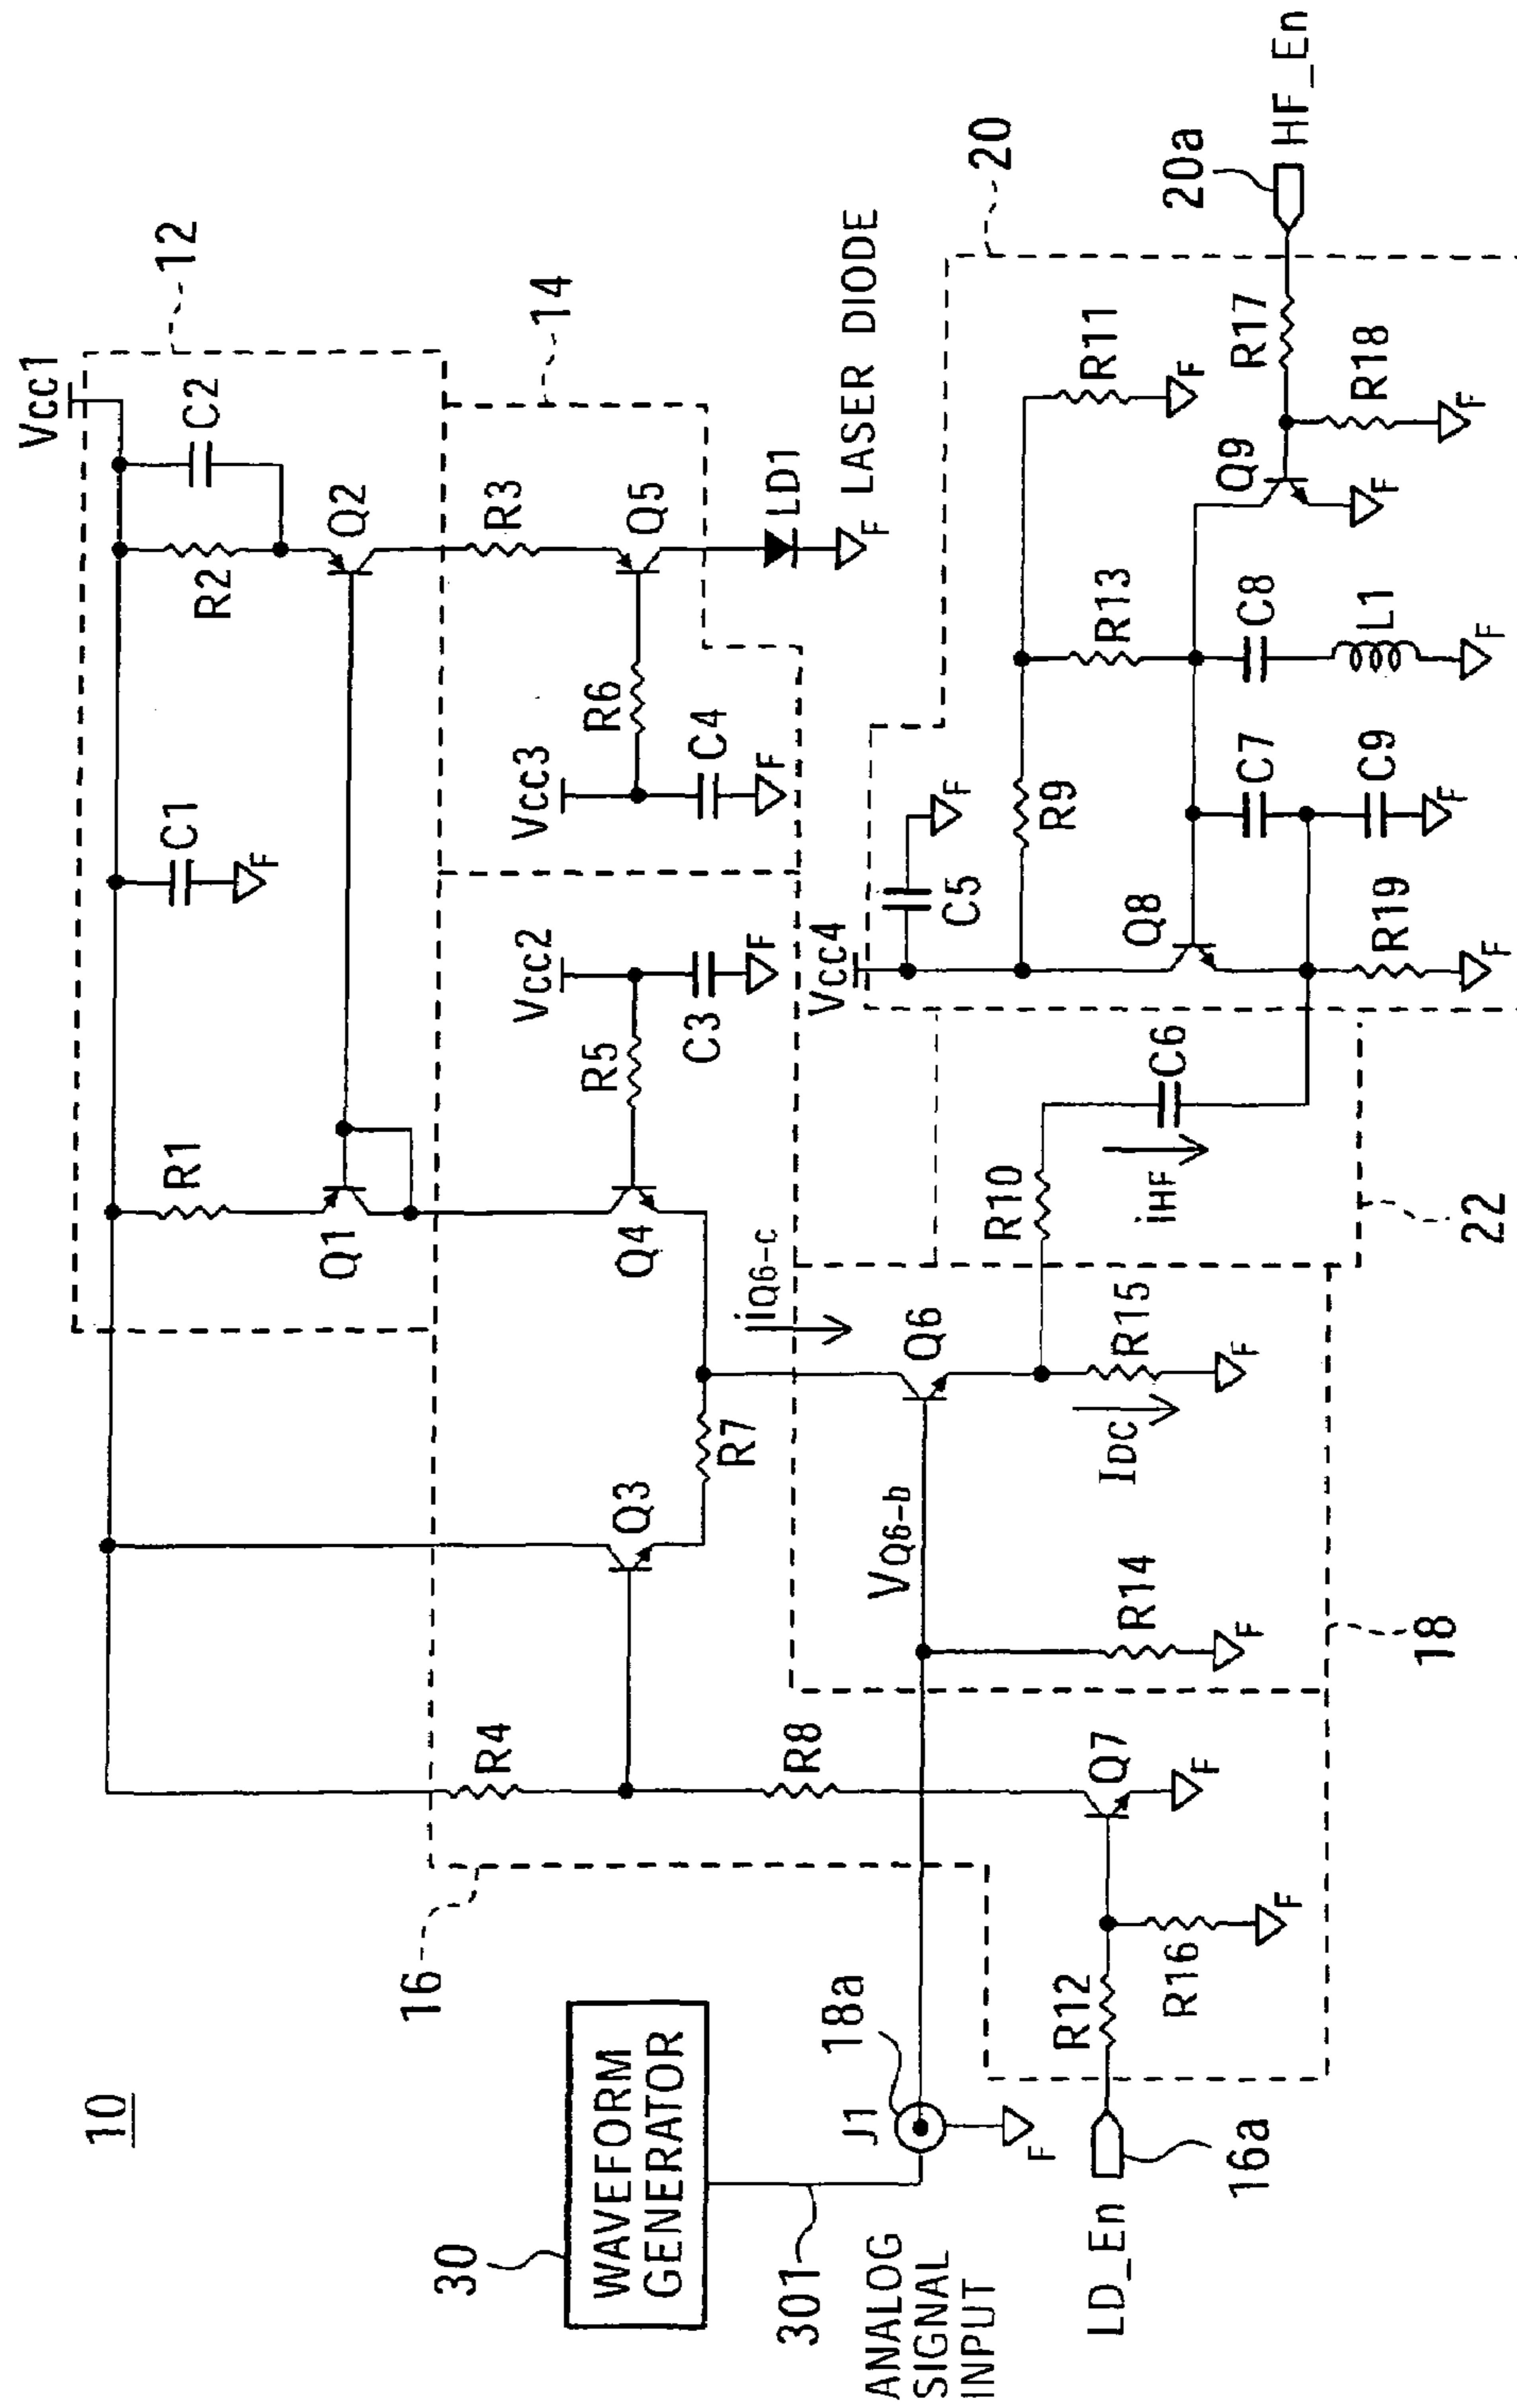 10
30
WAVEFORM
GENERATOR
301
ANALOG
SIGNAL
INPUT
J1
18a
F
LD_En
16a
R12
R16
F
Q7
F
16
R4
R8
Q3
R7
R14
F
VQ6-b
18
Q6
iQ6-c
IDC
R15
F
R1
Q1
Q4
R5
Vcc2
C3
F
C1
F
Vcc1
12
C2
R2
Q2
R3
14
Q5
R6
Vcc3
C4
F
LD1
F
LASER DIODE
R10
iHF
C6
22
Vcc4
C5
F
R9
R11
F
20
R13
Q8
C7
C8
C9
F
L1
F
R19
F
Q9
F
R17
R18
F
20a
HF_En